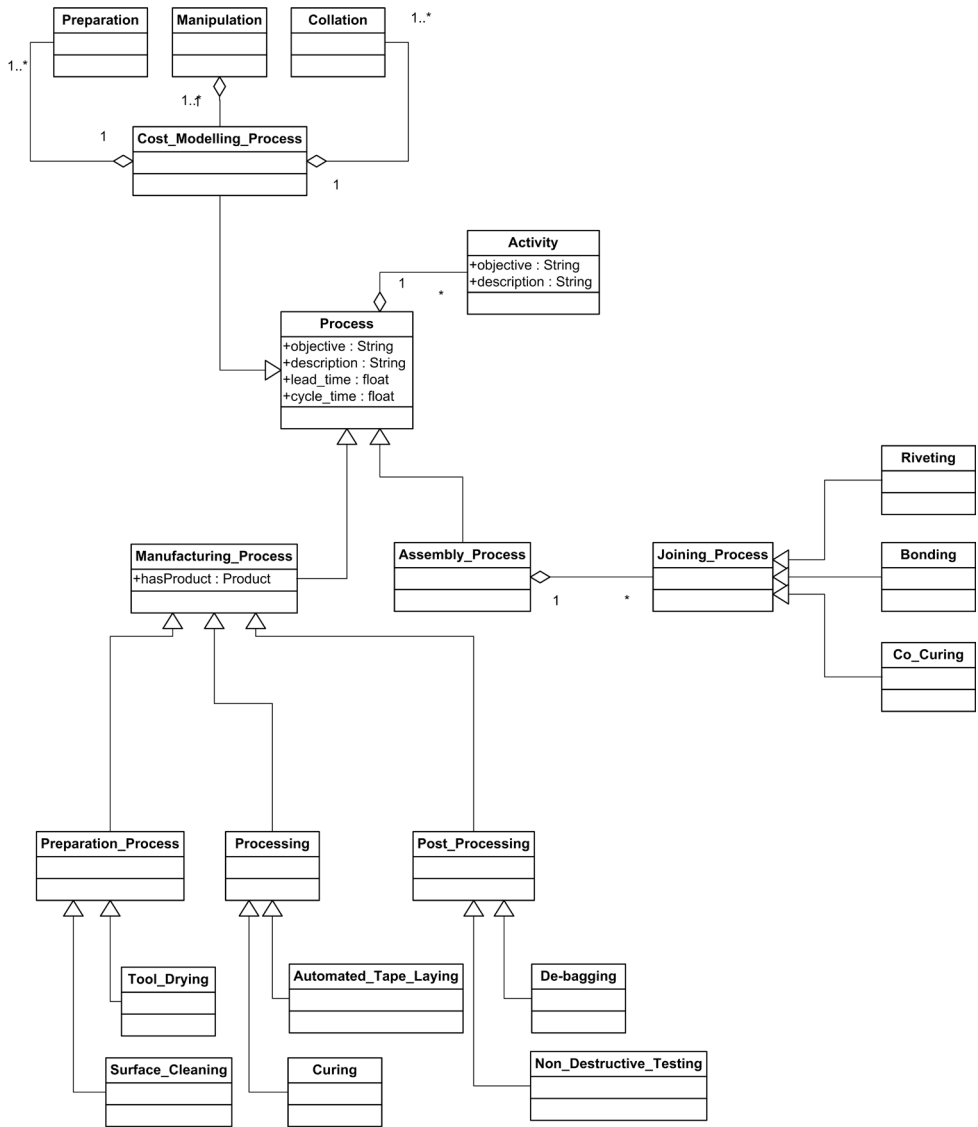 Preparation
Manipulation
Collation
1..*
1..*
1..*
1
1
Cost_Modelling_Process
1
Activity
+objective : String
+description : String
1
*
Process
+objective : String
+description : String
+lead_time : float
+cycle_time : float
Riveting
Manufacturing_Process
+hasProduct : Product
Assembly_Process
Joining_Process
Bonding
1
*
Co_Curing
Preparation_Process
Processing
Post_Processing
Tool_Drying
Automated_Tape_Laying
De-bagging
Surface_Cleaning
Curing
Non_Destructive_Testing